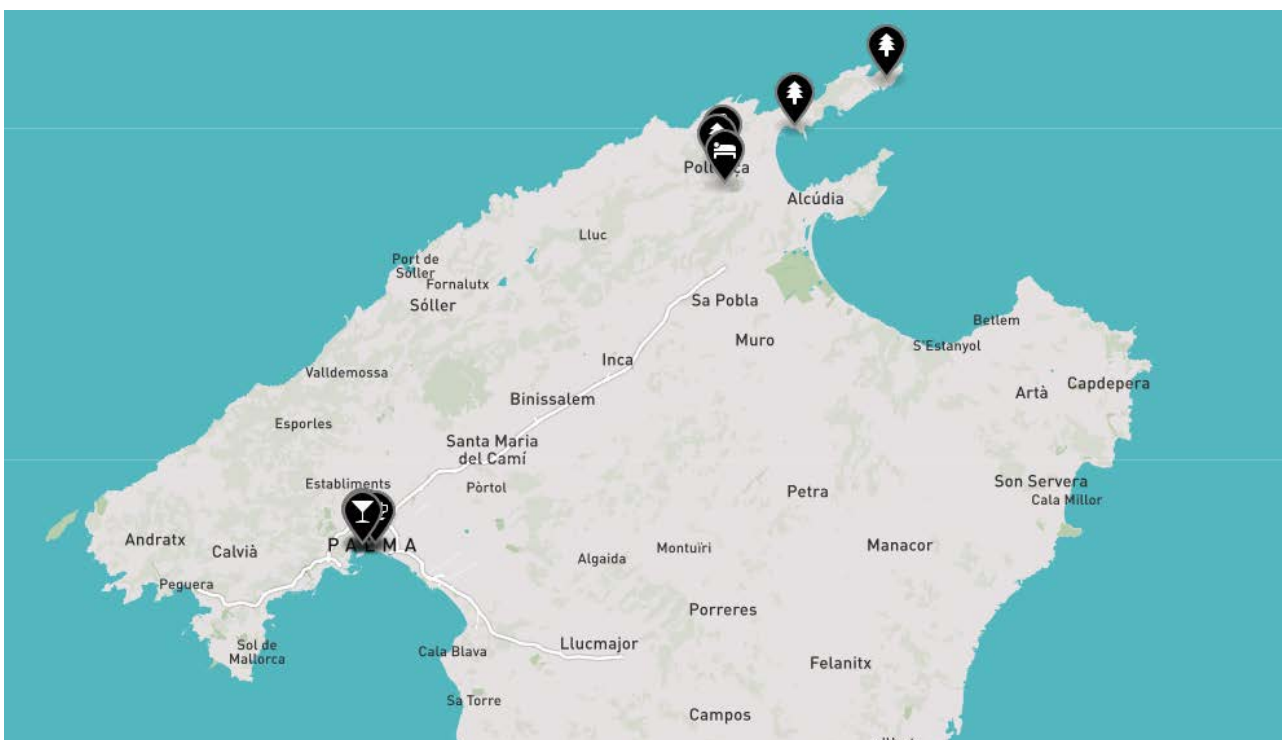 Alcúdia
Lluc
Port de
Sóller
Fornalutx
Sóller
Sa Pobla
Betlem
Muro
S'Estanyol
Inca
Valldemossa
Capdepera
Artà
Binissalem
Esporles
Santa Maria
del Camí
Establiments
Pòrtol
Son Servera
Petra
Cala Millor
Andratx
Calvià
PALMA
Manacor
Montuïri
Algaida
Peguera
Porreres
Sol de
Mallorca
Cala Blava
Llucmajor
Felanitx
Sa Torre
Campos